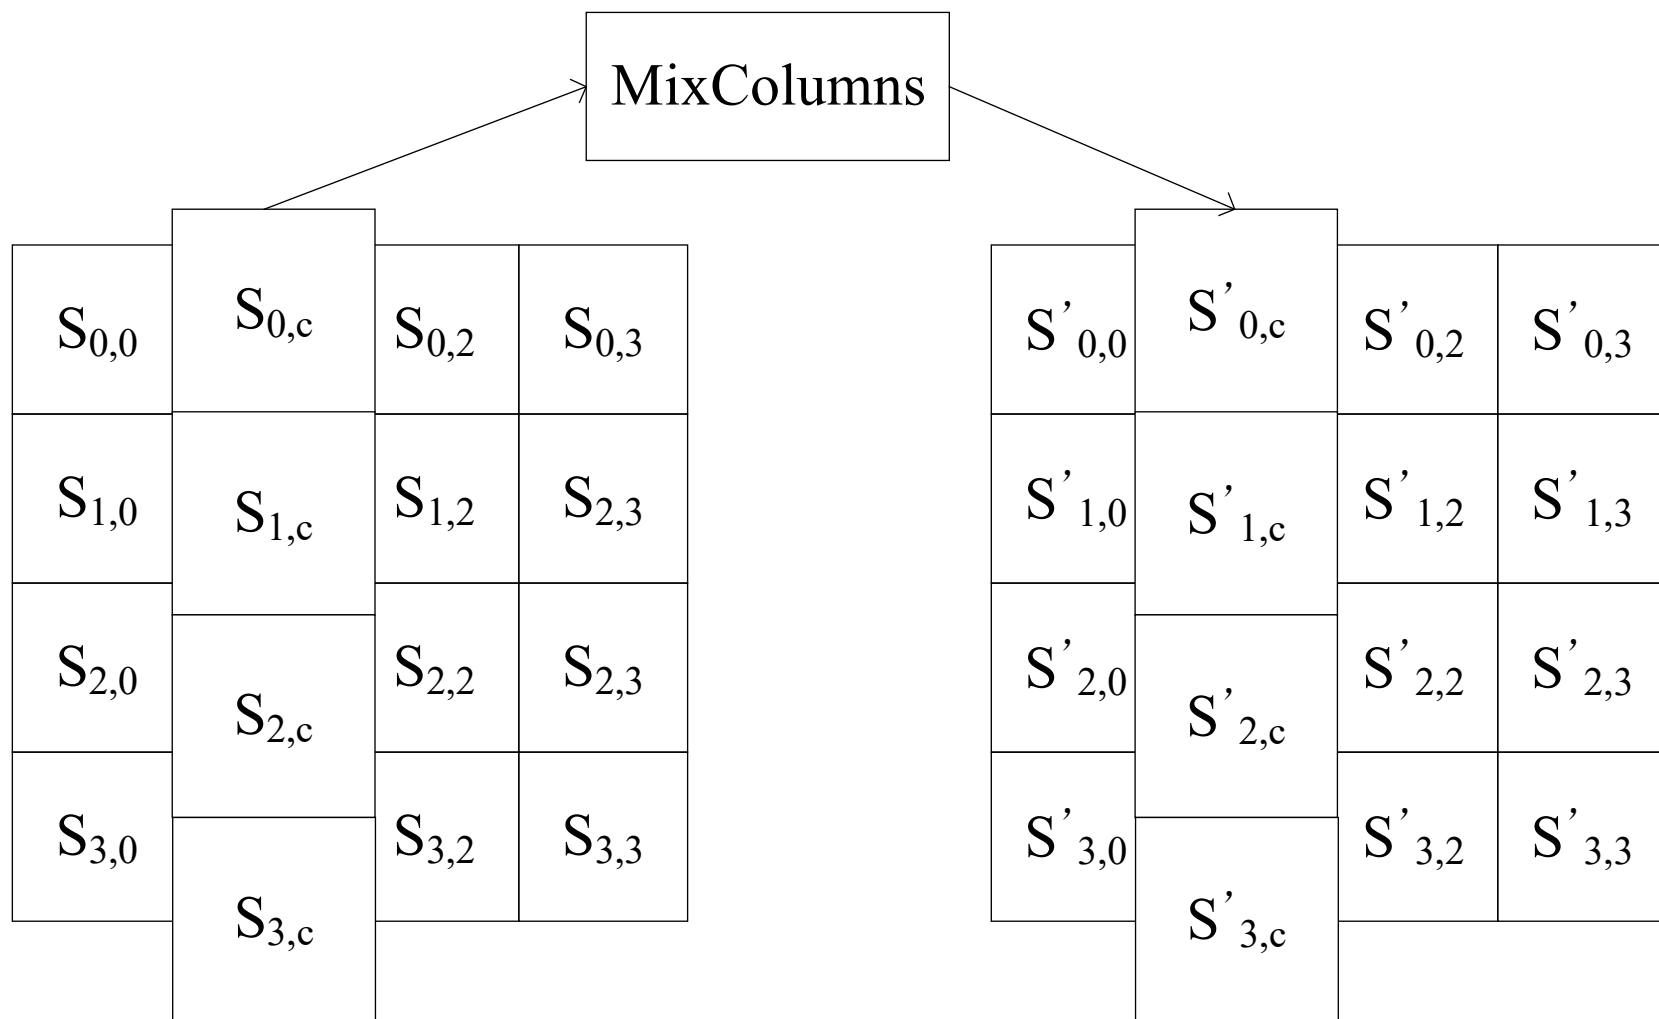 MixColumns
S0,0 S0,c S0,2 S0,3
S1,0 S1,c S1,2 S2,3
S2,0 S2,c S2,2 S2,3
S3,0 S3,c S3,2 S3,3
S’0,0 S’0,c S’0,2 S’0,3
S’1,0 S’1,c S’1,2 S’1,3
S’2,0 S’2,c S’2,2 S’2,3
S’3,0 S’3,c S’3,2 S’3,3